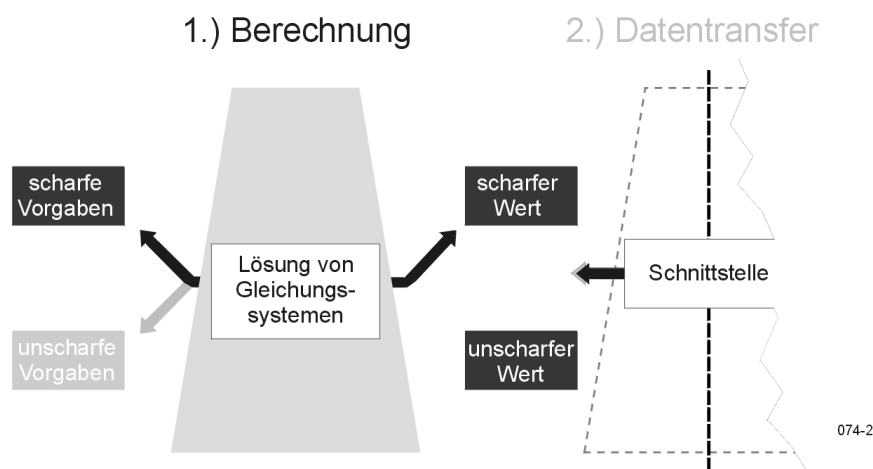 1.) Berechnung
2.) Datentransfer
scharfe
Vorgaben
scharfer
Wert
Lösung von
Gleichungs-
systemen
Schnittstelle
unscharfe
Vorgaben
unscharfer
Wert
074-2